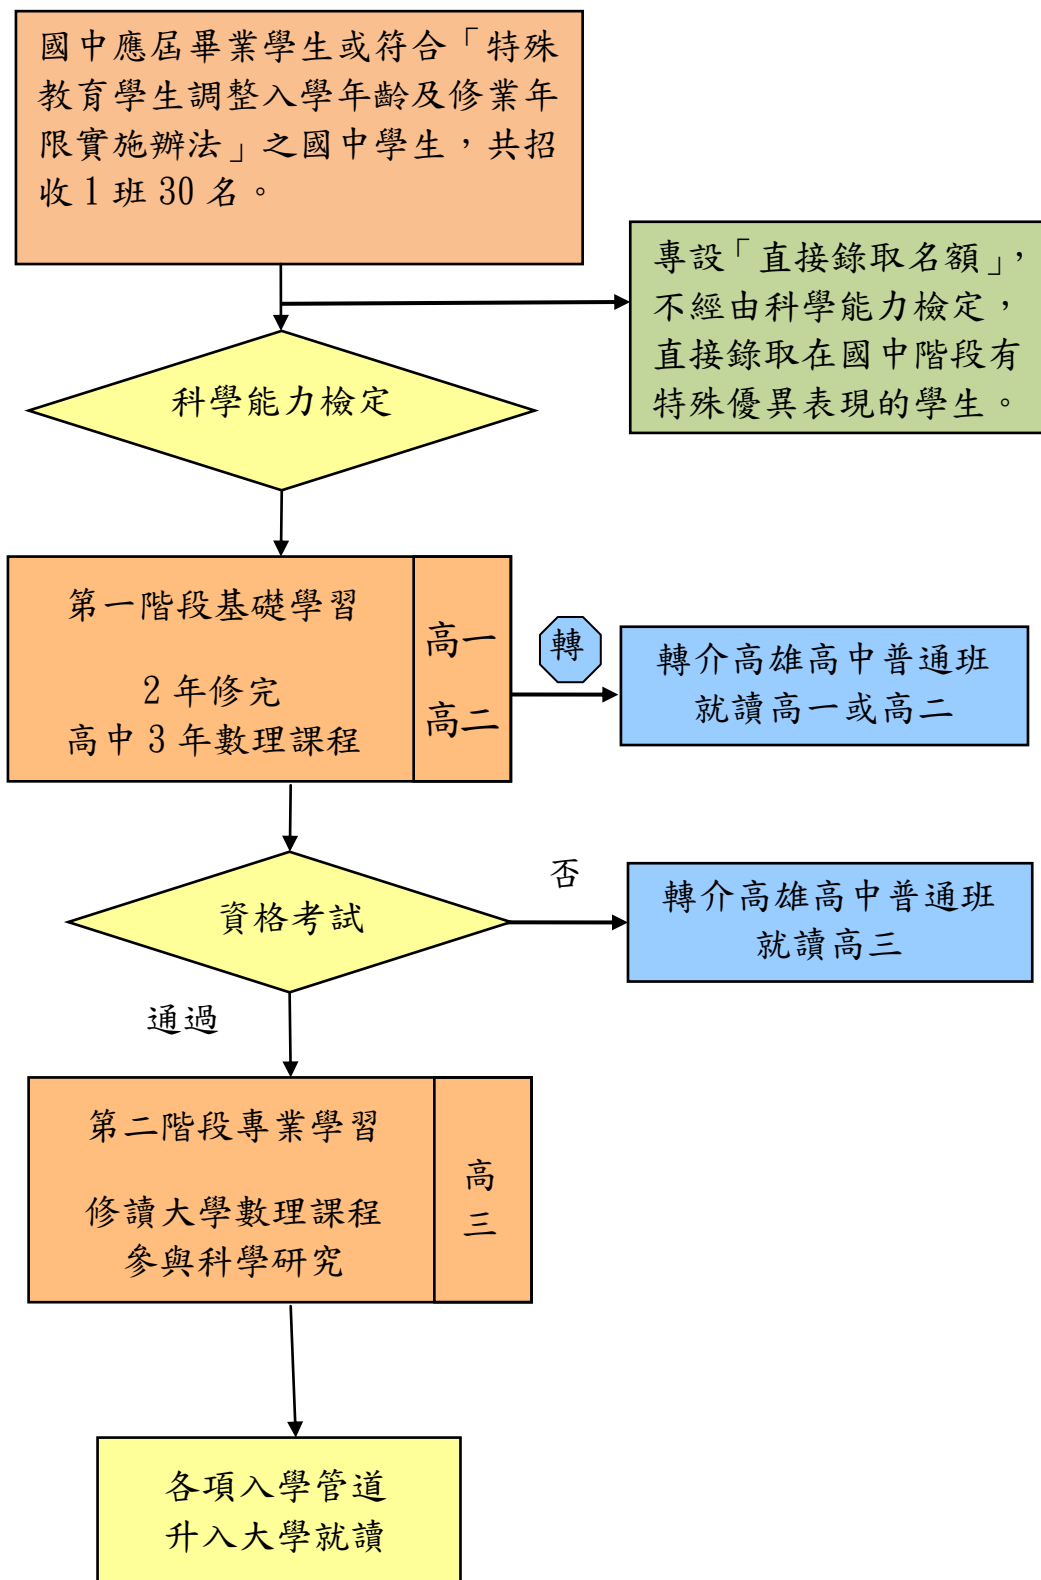 國中應屆畢業學生或符合「特殊
教育學生調整入學年齡及修業年
限實施辦法」之國中學生，共招
收1班30名。
專設「直接錄取名額」，
不經由科學能力檢定，
直接錄取在國中階段有
特殊優異表現的學生。
科學能力檢定
第一階段基礎學習
2年修完
高中3年數理課程
高一
高二
轉
轉介高雄高中普通班
就讀高一或高二
資格考試
否
轉介高雄高中普通班
就讀高三
通過
第二階段專業學習
修讀大學數理課程
參與科學研究
高
三
各項入學管道
升入大學就讀